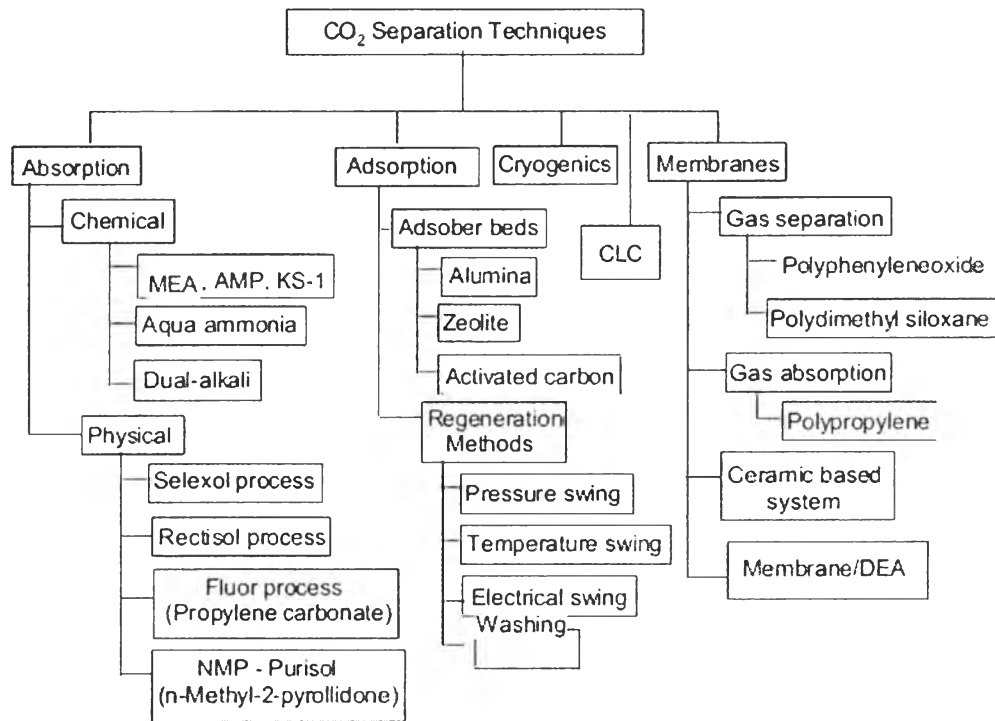 CO₂ Separation Techniques
Absorption
Adsorption
Cryogenics
Membranes
CLC
Chemical
MEA. AMP. KS-1
Aqua ammonia
Dual-alkali
Physical
Selexol process
Rectisol process
Fluor process
(Propylene carbonate)
NMP - Purisol
(n-Methyl-2-pyrollidone)
Adsober beds
Alumina
Zeolite
Activated carbon
Regeneration
Methods
Pressure swing
Temperature swing
Electrical swing
Washing
Gas separation
Polyphenyleneoxide
Polydimethyl siloxane
Gas absorption
Polypropylene
Ceramic based
system
Membrane/DEA